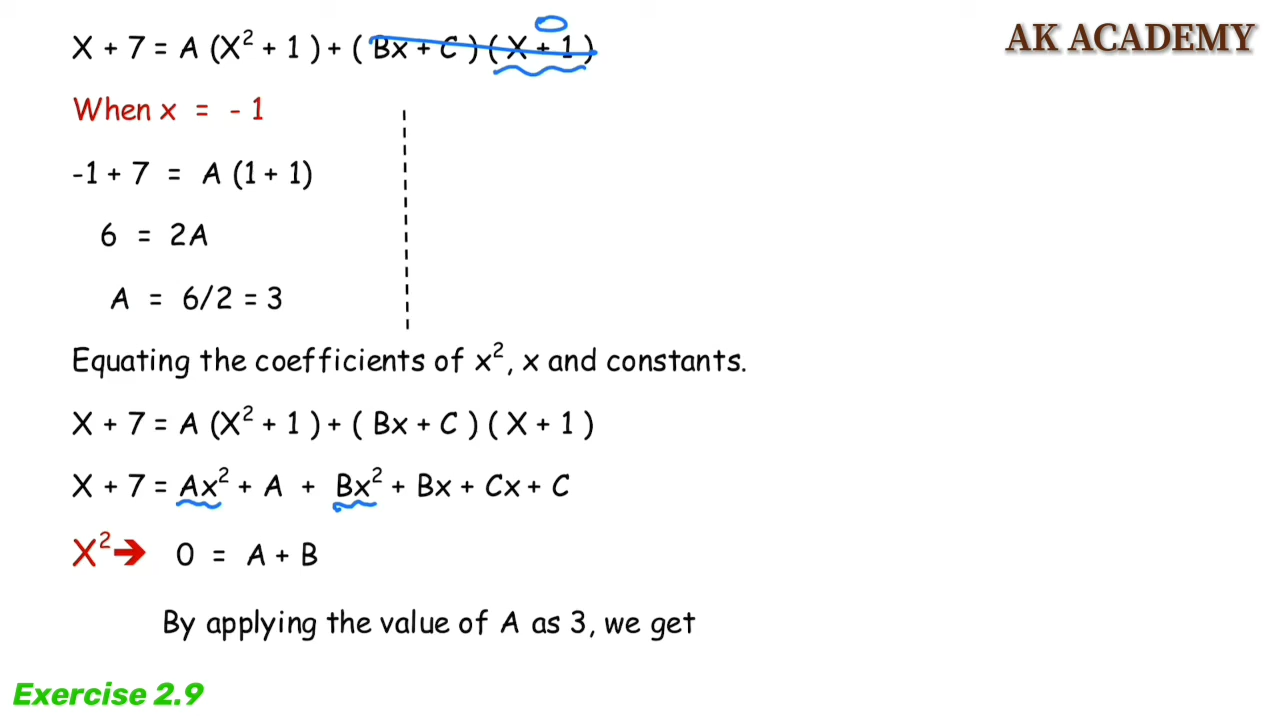 AK ACADEMY
X + 7 = A (X² + 1 ) + ( Bx + C ) ( X + 1 )
0
When x = - 1
-1 + 7 = A (1 + 1)
6 = 2A
A = 6/2 = 3
Equating the coefficients of x², x and constants.
X + 7 = A (X² + 1 ) + ( Bx + C ) ( X + 1 )
X + 7 = Ax² + A + Bx² + Bx + Cx + C
X² ➔ 0 = A + B
By applying the value of A as 3, we get
Exercise 2.9